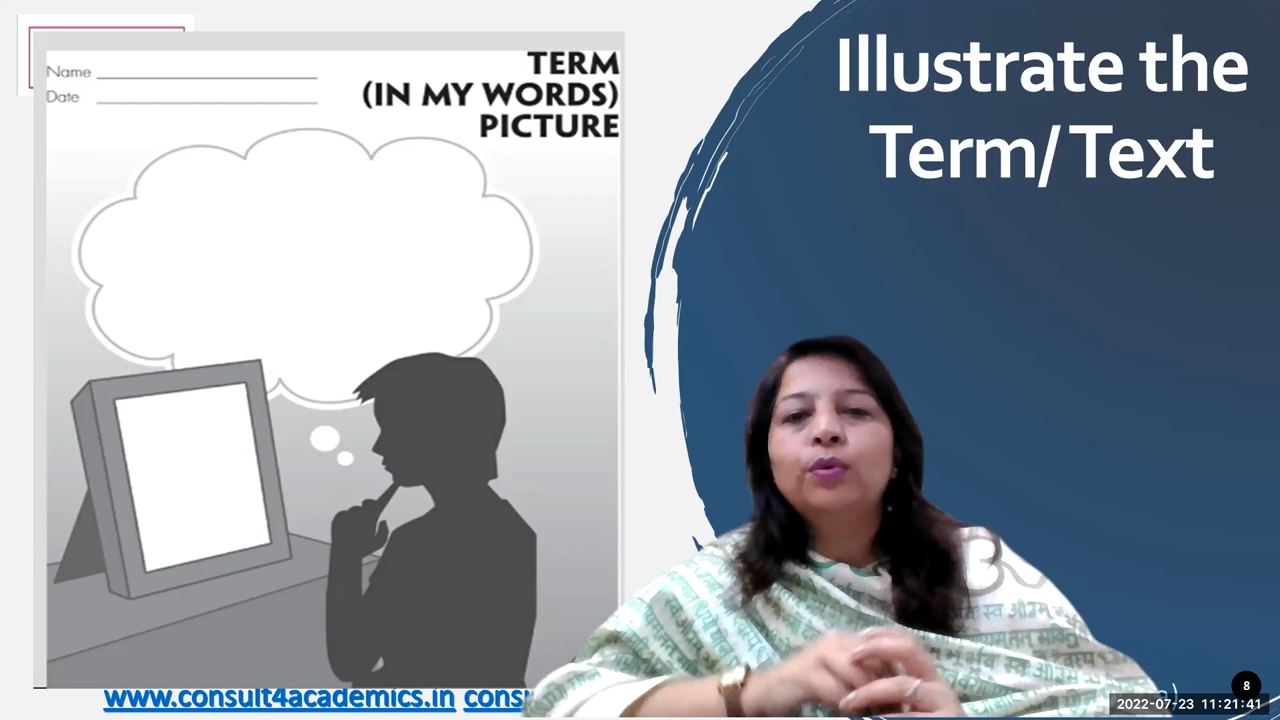 Name
Date
TERM
(IN MY WORDS)
PICTURE
Illustrate the
Term/ Text
www.consult4academics.in
8
2022-07-23 11:21:41